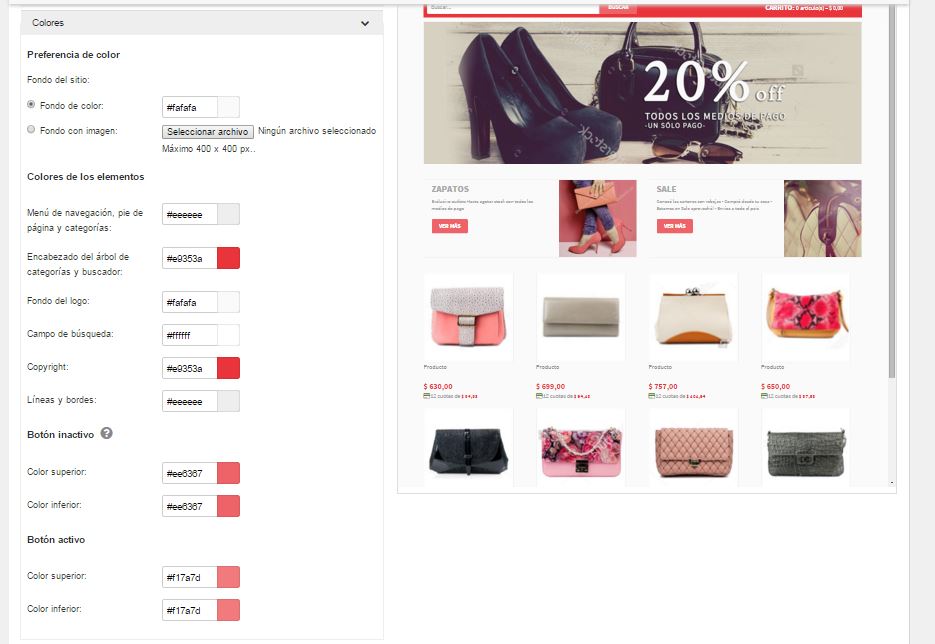 Colores
Preferencia de color
Fondo del sitio:
Fondo de color:
#fafafa
Fondo con imagen:
Seleccionar archivo Ningún archivo seleccionado
Máximo 400 x 400 px..
Colores de los elementos
Menú de navegación, pie de
página y categorías:
#eeeeee
Encabezado del árbol de
categorías y buscador:
#e9353a
Fondo del logo:
#fafafa
Campo de búsqueda:
#ffffff
Copyright:
#e9353a
Líneas y bordes:
#eeeeee
Botón inactivo ?
Color superior:
#ee6367
Color inferior:
#ee6367
Botón activo
Color superior:
#f17a7d
Color inferior:
#f17a7d
Buscar...
BUSCAR
CARRITO: 0 artículo(s) - $ 0,00
20% off
TODOS LOS MEDIOS DE PAGO
-UN SÓLO PAGO-
ZAPATOS
VER MÁS
SALE
VER MÁS
Producto
$ 630,00
12 cuotas de
Producto
$ 699,00
12 cuotas de
Producto
$ 757,00
12 cuotas de
Producto
$ 650,00
12 cuotas de